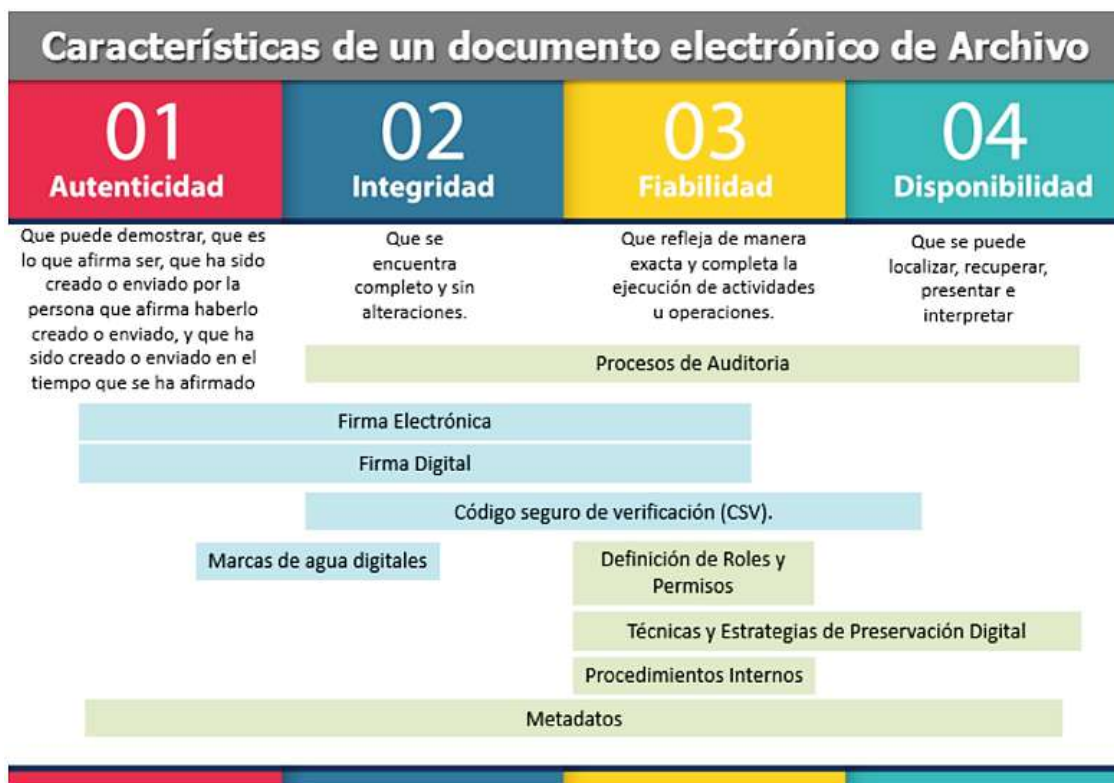 Características de un documento electrónico de Archivo
01
Autenticidad
02
Integridad
03
Fiabilidad
04
Disponibilidad
Que puede demostrar, que es
lo que afirma ser, que ha sido
creado o enviado por la
persona que afirma haberlo
creado o enviado, y que ha
sido creado o enviado en el
tiempo que se ha afirmado
Que se
encuentra
completo y sin
alteraciones.
Que refleja de manera
exacta y completa la
ejecución de actividades
u operaciones.
Que se puede
localizar, recuperar,
presentar e
interpretar
Procesos de Auditoria
Firma Electrónica
Firma Digital
Código seguro de verificación (CSV).
Marcas de agua digitales
Definición de Roles y
Permisos
Técnicas y Estrategias de Preservación Digital
Procedimientos Internos
Metadatos